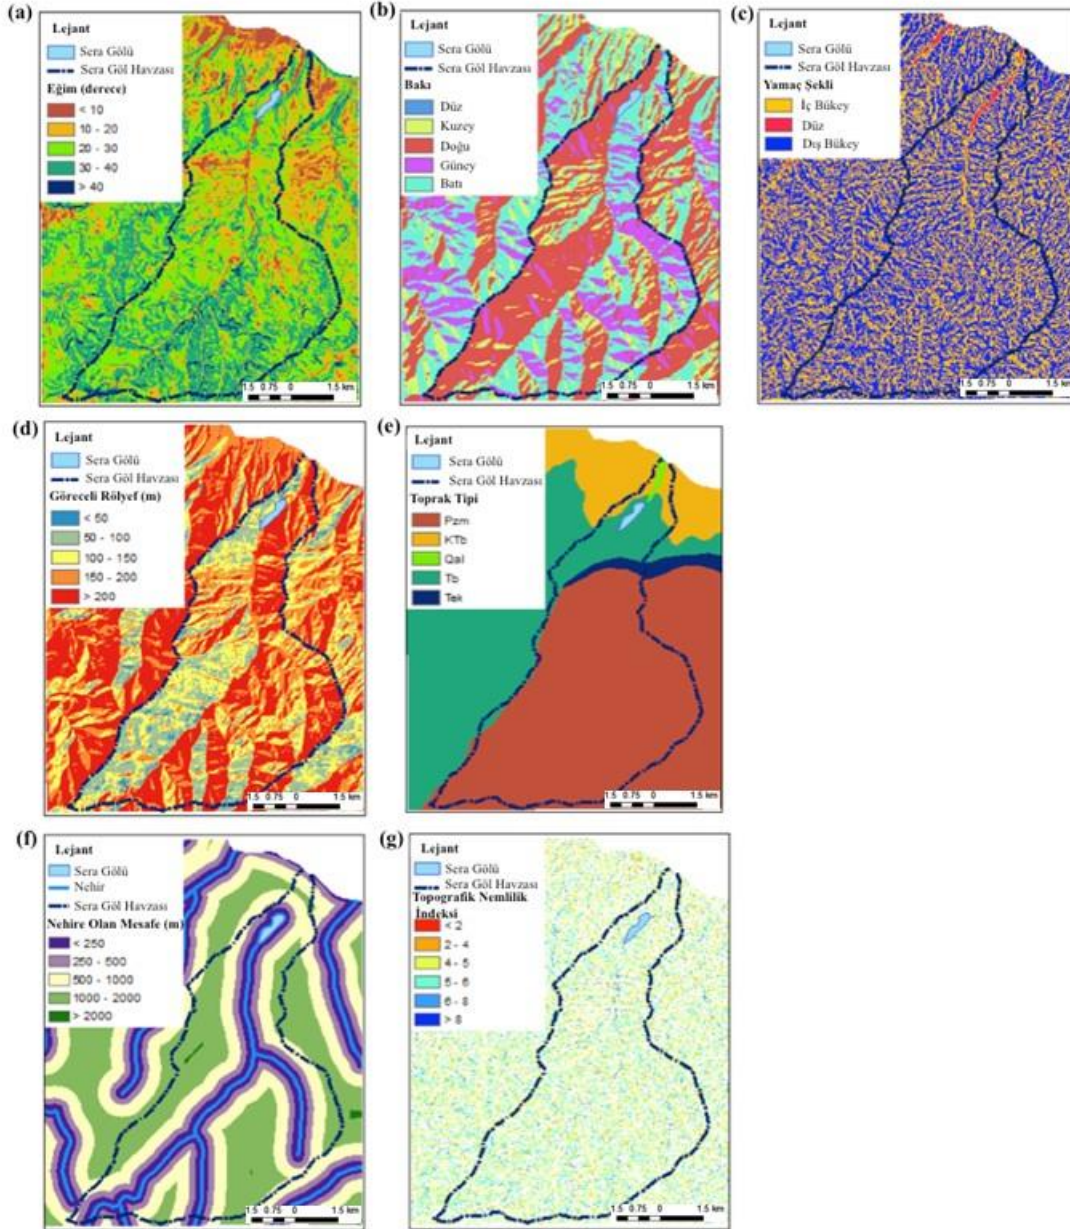 (a)
Lejant
Sera Gölü
Sera Göl Havzası
Eğim (derece)
< 10
10 - 20
20 - 30
30 - 40
> 40
1.5 0.75 0 1.5 km
(b)
Lejant
Sera Gölü
Sera Göl Havzası
Bakı
Düz
Kuzey
Doğu
Güney
Batı
1.5 0.75 0 1.5 km
(c)
Lejant
Sera Gölü
Sera Göl Havzası
Yamaç Şekli
İç Bükey
Düz
Dış Bükey
1.5 0.75 0 1.5 km
(d)
Lejant
Sera Gölü
Sera Göl Havzası
Göreceli Rölyef (m)
< 50
50 - 100
100 - 150
150 - 200
> 200
1.5 0.75 0 1.5 km
(e)
Lejant
Sera Gölü
Sera Göl Havzası
Toprak Tipi
Pzm
KTb
Qal
Tb
Tek
1.5 0.75 0 1.5 km
(f)
Lejant
Sera Gölü
Nehir
Sera Göl Havzası
Nehire Olan Mesafe (m)
< 250
250 - 500
500 - 1000
1000 - 2000
> 2000
1.5 0.75 0 1.5 km
(g)
Lejant
Sera Gölü
Sera Göl Havzası
Topografik Nemlilik
İndeksi
< 2
2 - 4
4 - 5
5 - 6
6 - 8
> 8
1.5 0.75 0 1.5 km